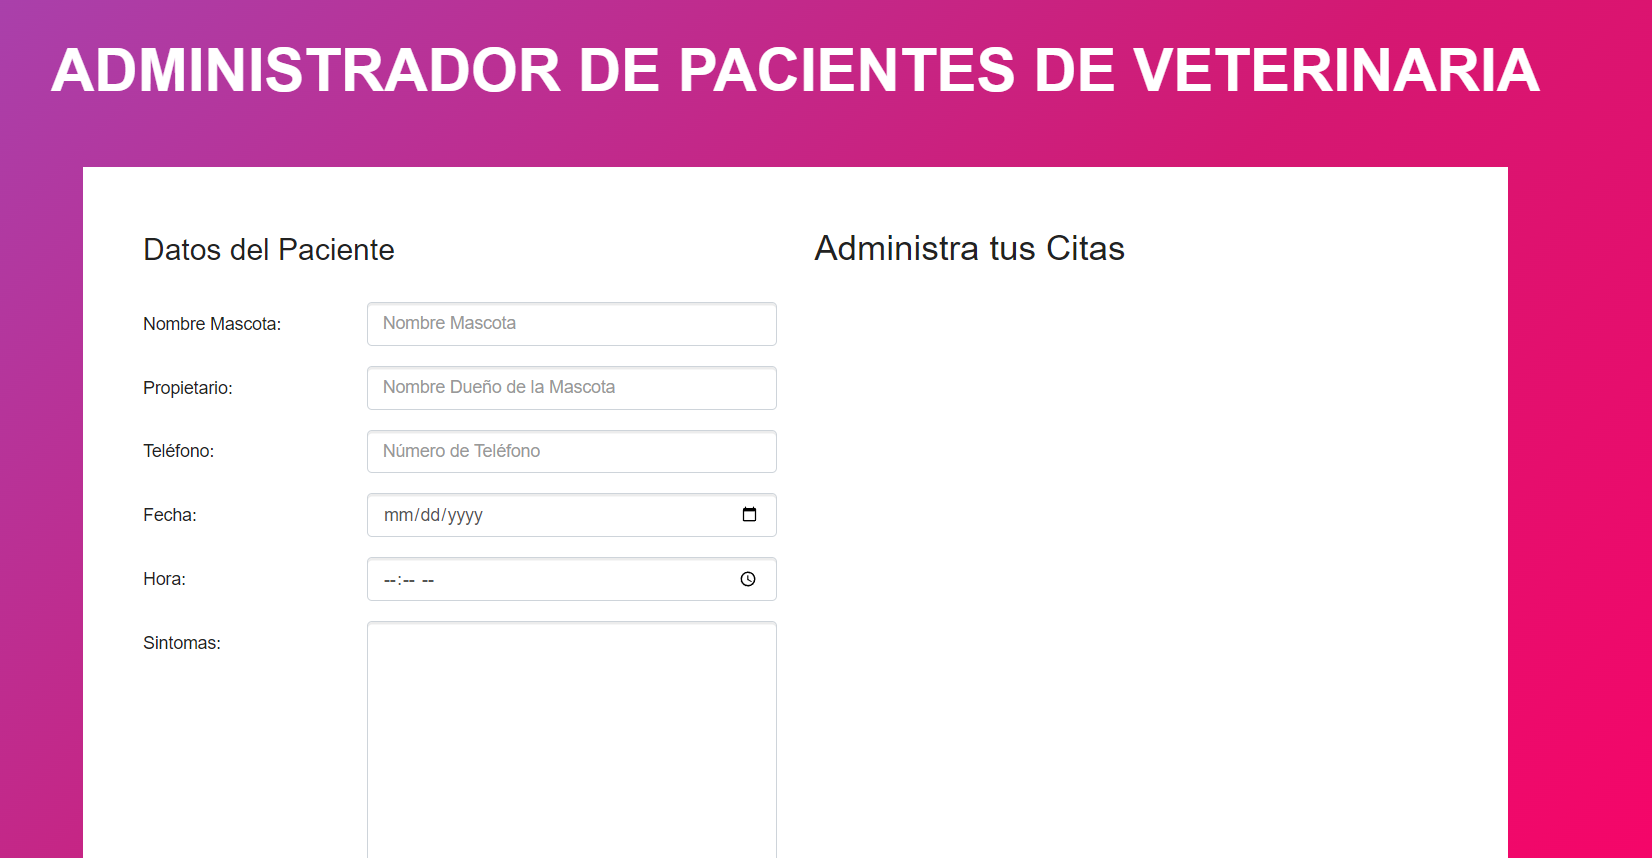 ADMINISTRADOR DE PACIENTES DE VETERINARIA
Datos del Paciente
Nombre Mascota:
Nombre Mascota
Propietario:
Nombre Dueño de la Mascota
Teléfono:
Número de Teléfono
Fecha:
mm/dd/yyyy
Hora:
--:-- --
Sintomas:
Administra tus Citas